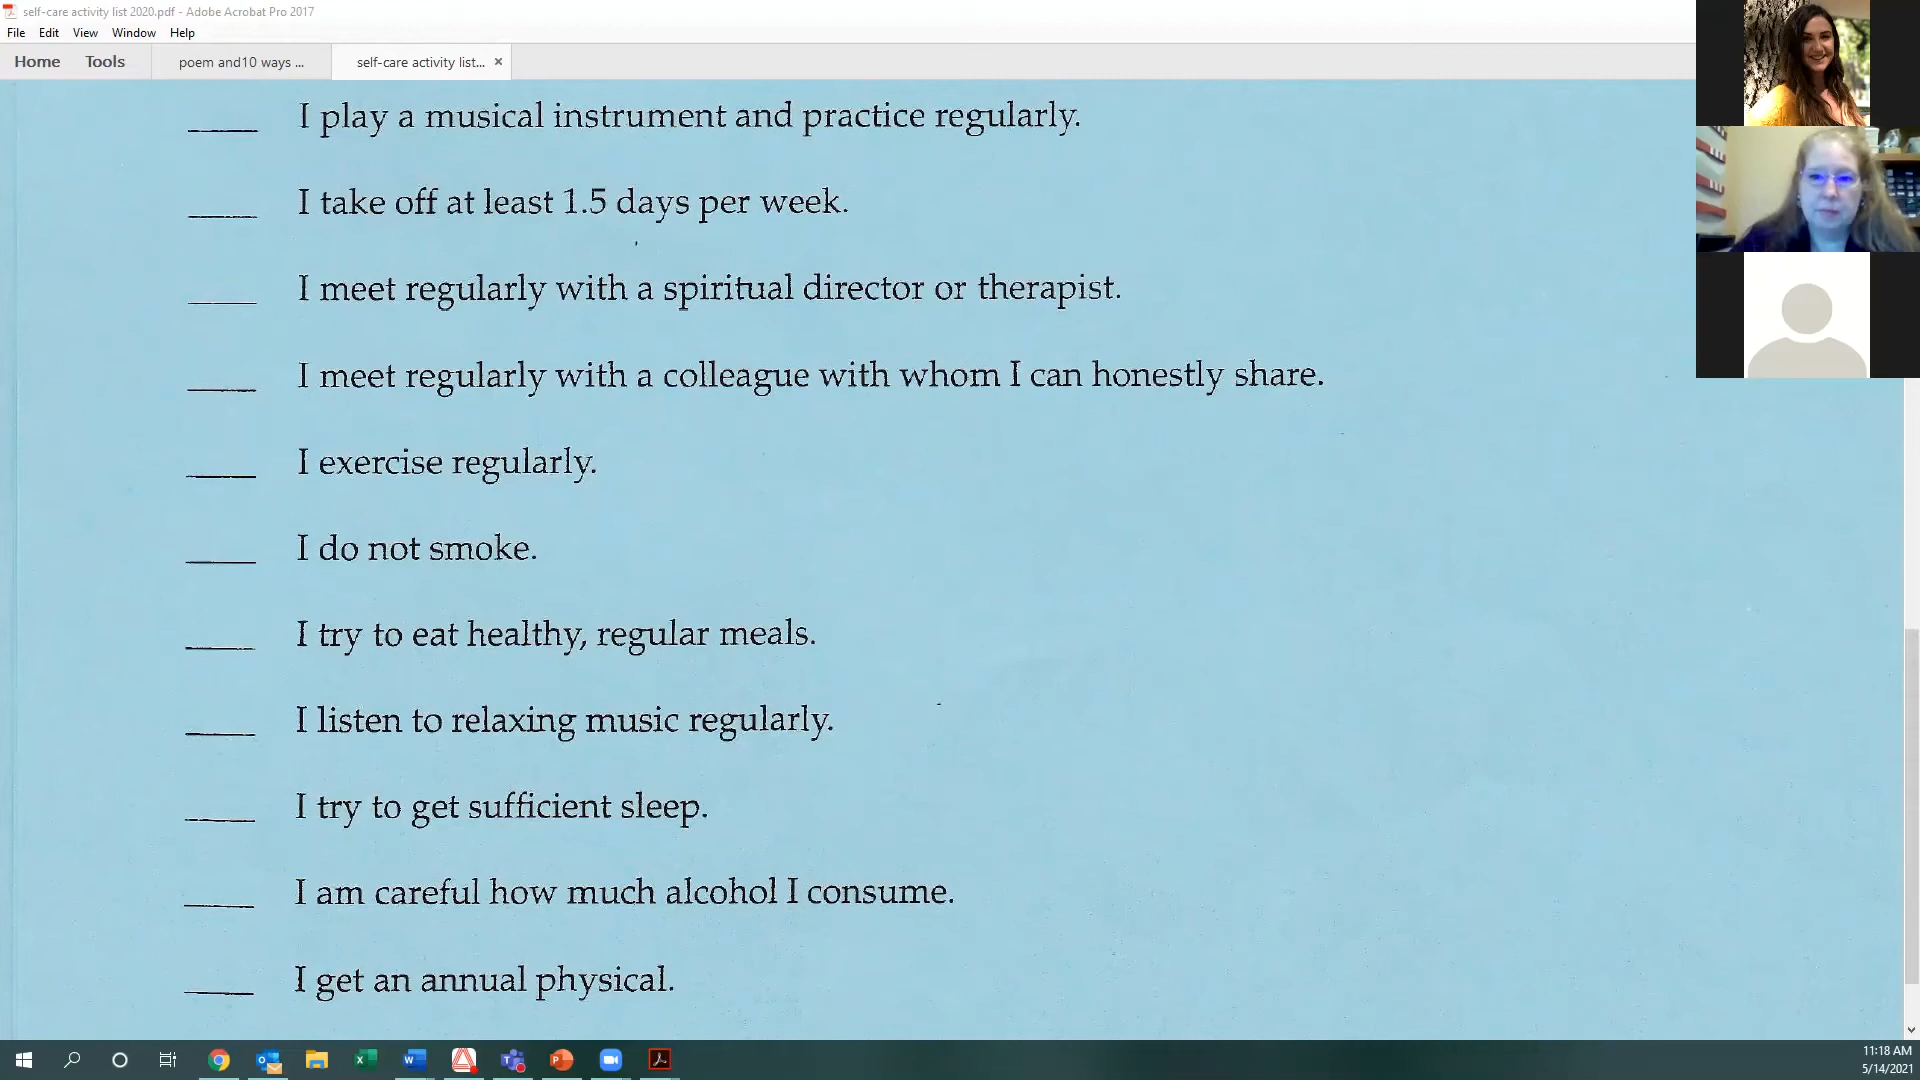 self-care activity list 2020.pdf - Adobe Acrobat Pro 2017
File Edit View Window Help
Home Tools poem and10 ways ... self-care activity list... ×
____ I play a musical instrument and practice regularly.
____ I take off at least 1.5 days per week.
____ I meet regularly with a spiritual director or therapist.
____ I meet regularly with a colleague with whom I can honestly share.
____ I exercise regularly.
____ I do not smoke.
____ I try to eat healthy, regular meals.
____ I listen to relaxing music regularly.
____ I try to get sufficient sleep.
____ I am careful how much alcohol I consume.
____ I get an annual physical.
11:18 AM
5/14/2021